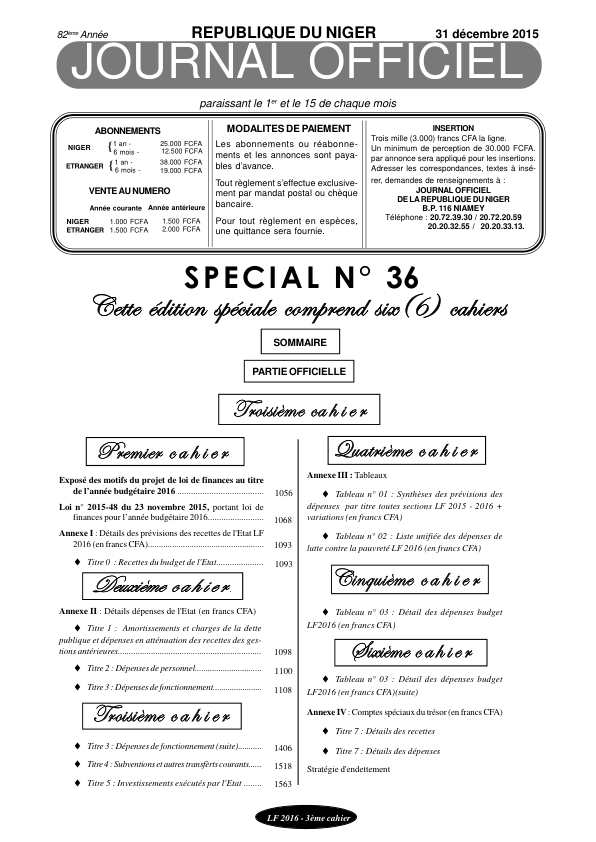 82ème Année
REPUBLIQUE DU NIGER
31 décembre 2015
JOURNAL OFFICIEL
paraissant le 1er et le 15 de chaque mois
ABONNEMENTS
NIGER { 1 an - 25.000 FCFA
6 mois - 12.500 FCFA
ETRANGER { 1 an - 38.000 FCFA
6 mois - 19.000 FCFA
VENTE AU NUMERO
Année courante Année antérieure
NIGER 1.000 FCFA 1.500 FCFA
ETRANGER 1.500 FCFA 2.000 FCFA
MODALITES DE PAIEMENT
Les abonnements ou réabonne-
ments et les annonces sont paya-
bles d'avance.
Tout règlement s'effectue exclusive-
ment par mandat postal ou chèque
bancaire.
Pour tout règlement en espèces,
une quittance sera fournie.
INSERTION
Trois mille (3.000) francs CFA la ligne.
Un minimum de perception de 30.000 FCFA.
par annonce sera appliqué pour les insertions.
Adresser les correspondances, textes à insé-
rer, demandes de renseignements à :
JOURNAL OFFICIEL
DE LA REPUBLIQUE DU NIGER
B.P. 116 NIAMEY
Téléphone : 20.72.39.30 / 20.72.20.59
20.20.32.55 / 20.20.33.13.
SPECIAL N° 36
Cette édition spéciale comprend six (6) cahiers
SOMMAIRE
PARTIE OFFICIELLE
Troisième cahier
Premier cahier
Exposé des motifs du projet de loi de finances au titre
de l'année budgétaire 2016 ................................. 1056
Loi n° 2015-48 du 23 novembre 2015, portant loi de
finances pour l'année budgétaire 2016..................... 1068
Annexe I : Détails des prévisions des recettes de l'Etat LF
2016 (en francs CFA)............................................ 1093
♦ Titre 0 : Recettes du budget de l'Etat.................. 1093
Deuxième cahier
Annexe II : Détails dépenses de l'Etat (en francs CFA)
♦ Titre 1 : Amortissements et charges de la dette
publique et dépenses en atténuation des recettes des ges-
tions antérieures....................................................... 1098
♦ Titre 2 : Dépenses de personnel......................... 1100
♦ Titre 3 : Dépenses de fonctionnement.................. 1108
Troisième cahier
♦ Titre 3 : Dépenses de fonctionnement (suite)......... 1406
♦ Titre 4 : Subventions et autres transferts courants...... 1518
♦ Titre 5 : Investissements exécutés par l'Etat ........ 1563
Quatrième cahier
Annexe III : Tableaux
♦ Tableau n° 01 : Synthèses des prévisions des
dépenses par titre toutes sections LF 2015 - 2016 +
variations (en francs CFA)
♦ Tableau n° 02 : Liste unifiée des dépenses de
lutte contre la pauvreté LF 2016 (en francs CFA)
Cinquième cahier
♦ Tableau n° 03 : Détail des dépenses budget
LF2016 (en francs CFA)
Sixième cahier
♦ Tableau n° 03 : Détail des dépenses budget
LF2016 (en francs CFA)(suite)
Annexe IV : Comptes spéciaux du trésor (en francs CFA)
♦ Titre 7 : Détails des recettes
♦ Titre 7 : Détails des dépenses
Stratégie d'endettement
LF 2016 - 3ème cahier